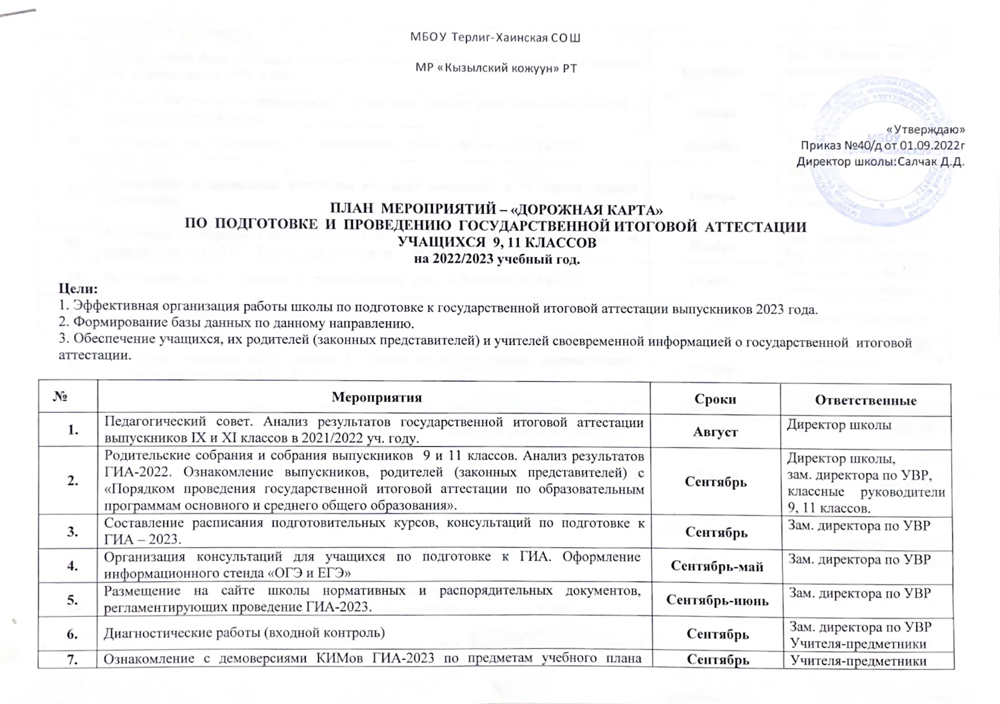 МБОУ Терлиг-Хаинская СОШ
МР «Кызылский кожуун» РТ
«Утверждаю»
Приказ №40/д от 01.09.2022г
Директор школы:Салчак Д.Д.
МБОУ
ПЛАН МЕРОПРИЯТИЙ – «ДОРОЖНАЯ КАРТА»
ПО ПОДГОТОВКЕ И ПРОВЕДЕНИЮ ГОСУДАРСТВЕННОЙ ИТОГОВОЙ АТТЕСТАЦИИ
УЧАЩИХСЯ 9, 11 КЛАССОВ
на 2022/2023 учебный год.
Цели:
1. Эффективная организация работы школы по подготовке к государственной итоговой аттестации выпускников 2023 года.
2. Формирование базы данных по данному направлению.
3. Обеспечение учащихся, их родителей (законных представителей) и учителей своевременной информацией о государственной итоговой
аттестации.
№ Мероприятия Сроки Ответственные
1. Педагогический совет. Анализ результатов государственной итоговой аттестации
выпускников IX и XI классов в 2021/2022 уч. году.
Август
Директор школы
2. Родительские собрания и собрания выпускников 9 и 11 классов. Анализ результатов
ГИА-2022. Ознакомление выпускников, родителей (законных представителей) с
«Порядком проведения государственной итоговой аттестации по образовательным
программам основного и среднего общего образования».
Сентябрь
Директор школы,
зам. директора по УВР,
классные руководители
9, 11 классов.
3. Составление расписания подготовительных курсов, консультаций по подготовке к
ГИА – 2023.
Сентябрь
Зам. директора по УВР
4. Организация консультаций для учащихся по подготовке к ГИА. Оформление
информационного стенда «ОГЭ и ЕГЭ»
Сентябрь-май
Зам. директора по УВР
5. Размещение на сайте школы нормативных и распорядительных документов,
регламентирующих проведение ГИА-2023.
Сентябрь-июнь
Зам. директора по УВР
6. Диагностические работы (входной контроль)
Сентябрь
Зам. директора по УВР
Учителя-предметники
7. Ознакомление с демоверсиями КИМов ГИА-2023 по предметам учебного плана
Сентябрь
Учителя-предметники